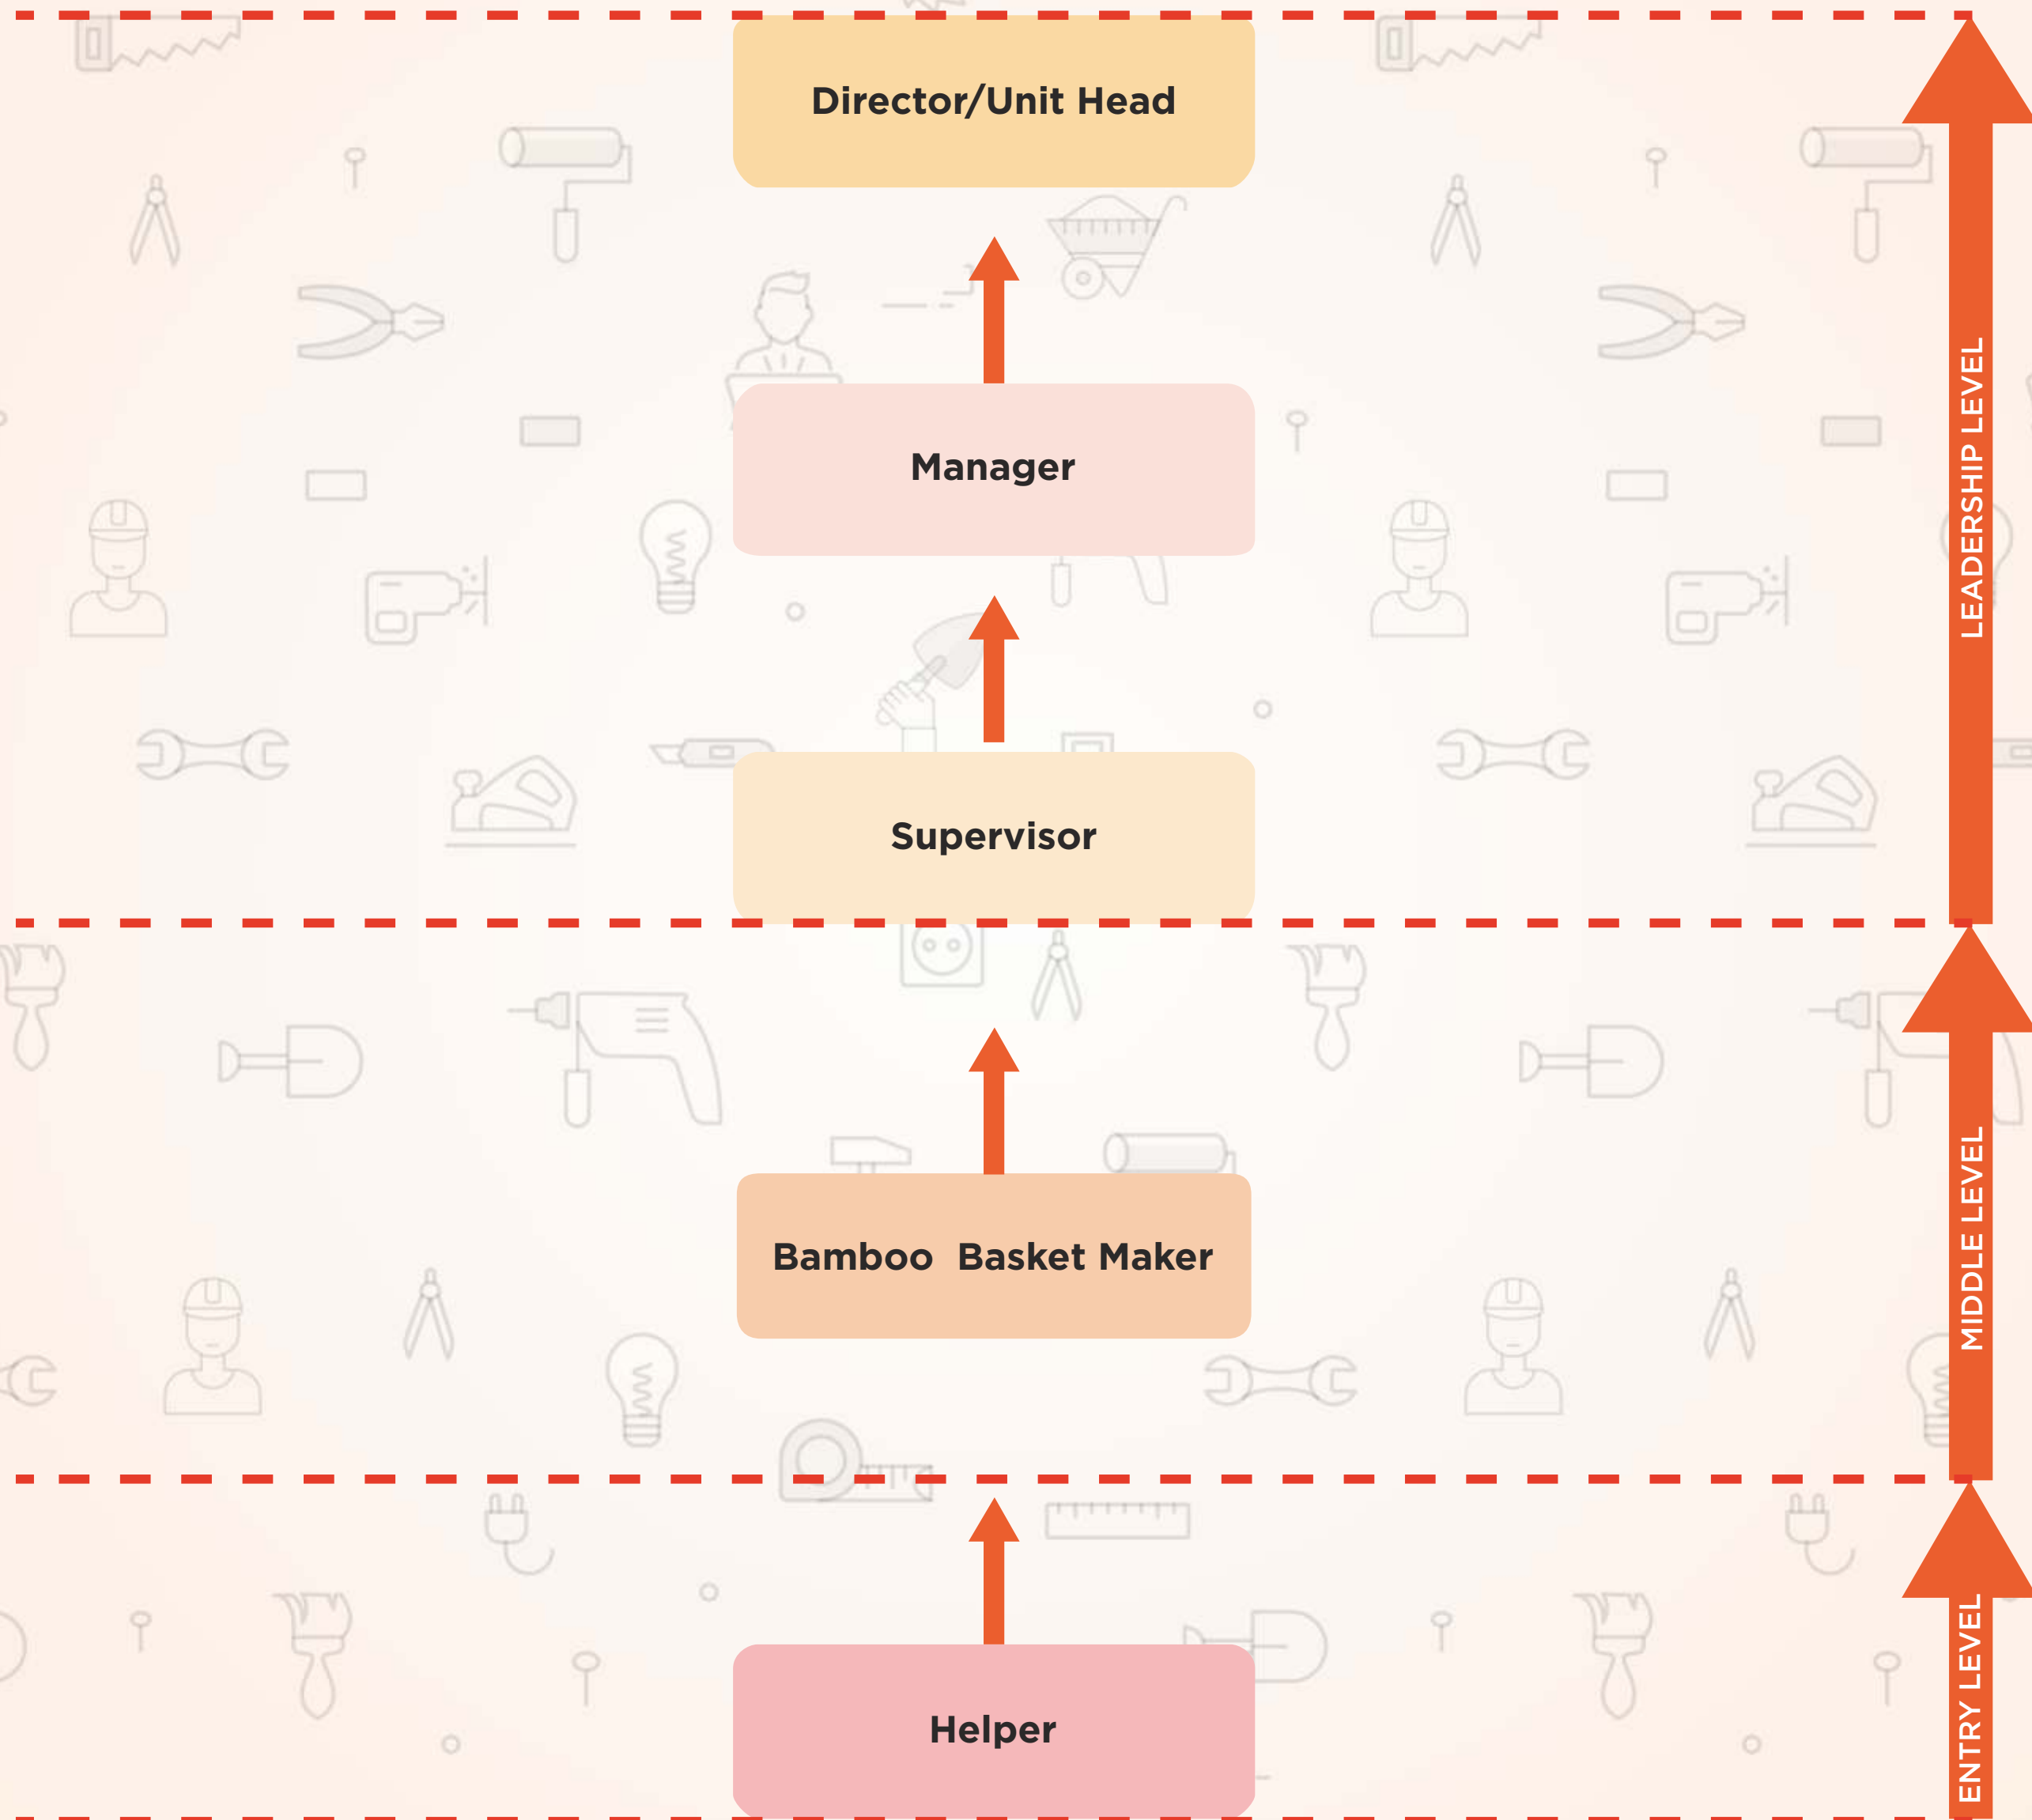 Director/Unit Head
Manager
LEADERSHIP LEVEL
Supervisor
Bamboo  Basket Maker
MIDDLE LEVEL
Helper
ENTRY LEVEL